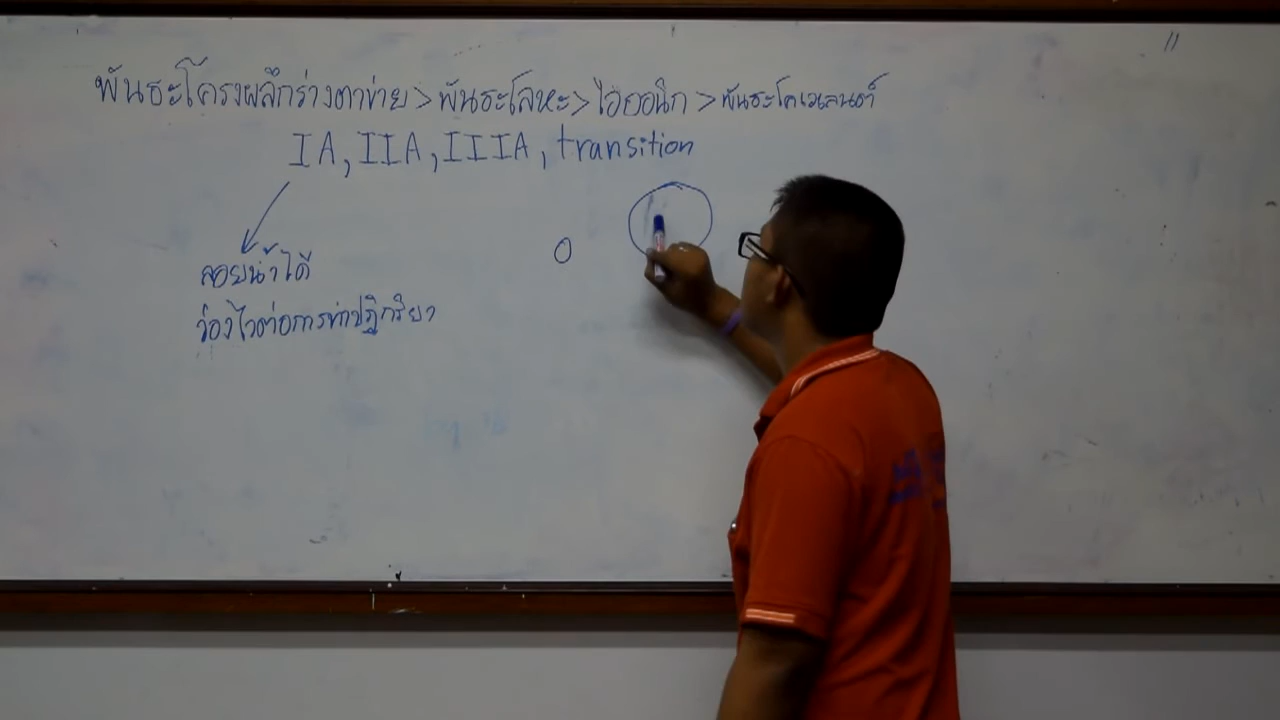 พันธะโครงผลึกร่างตาข่าย > พันธะโลหะ > ไอออนิก > พันธะโคเวเลนต์
IA, IIA, IIIA, transition
ลอยน้ำได้
ว่องไวต่อการทำปฏิกริยา